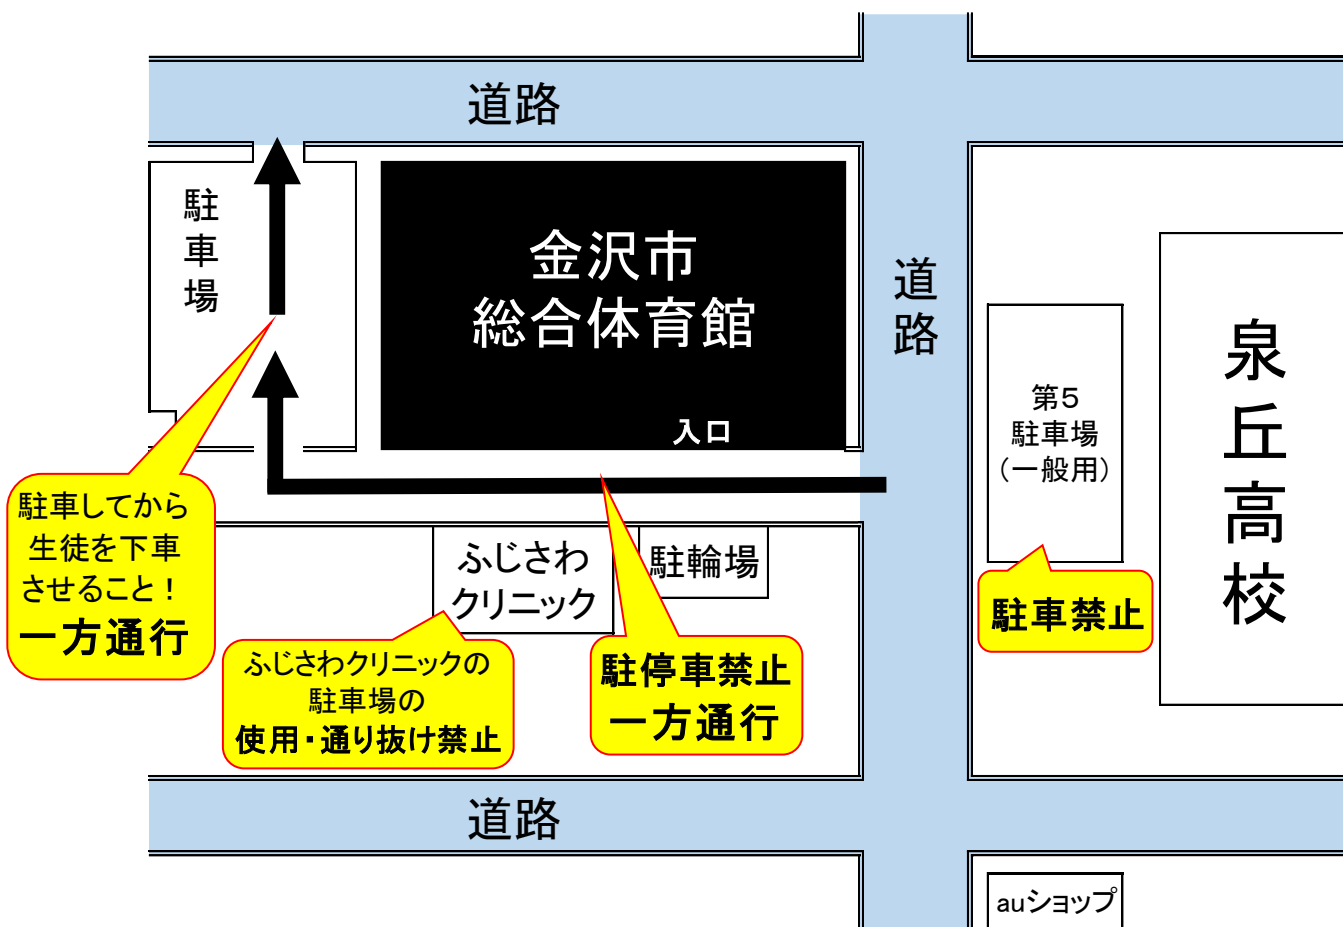 道路
駐車場
金沢市
総合体育館
入口
道路
第5
駐車場
(一般用)
泉丘高校
駐車してから
生徒を下車
させること！
一方通行
ふじさわ
クリニック
駐輪場
駐車禁止
ふじさわクリニックの
駐車場の
使用・通り抜け禁止
駐停車禁止
一方通行
道路
auショップ